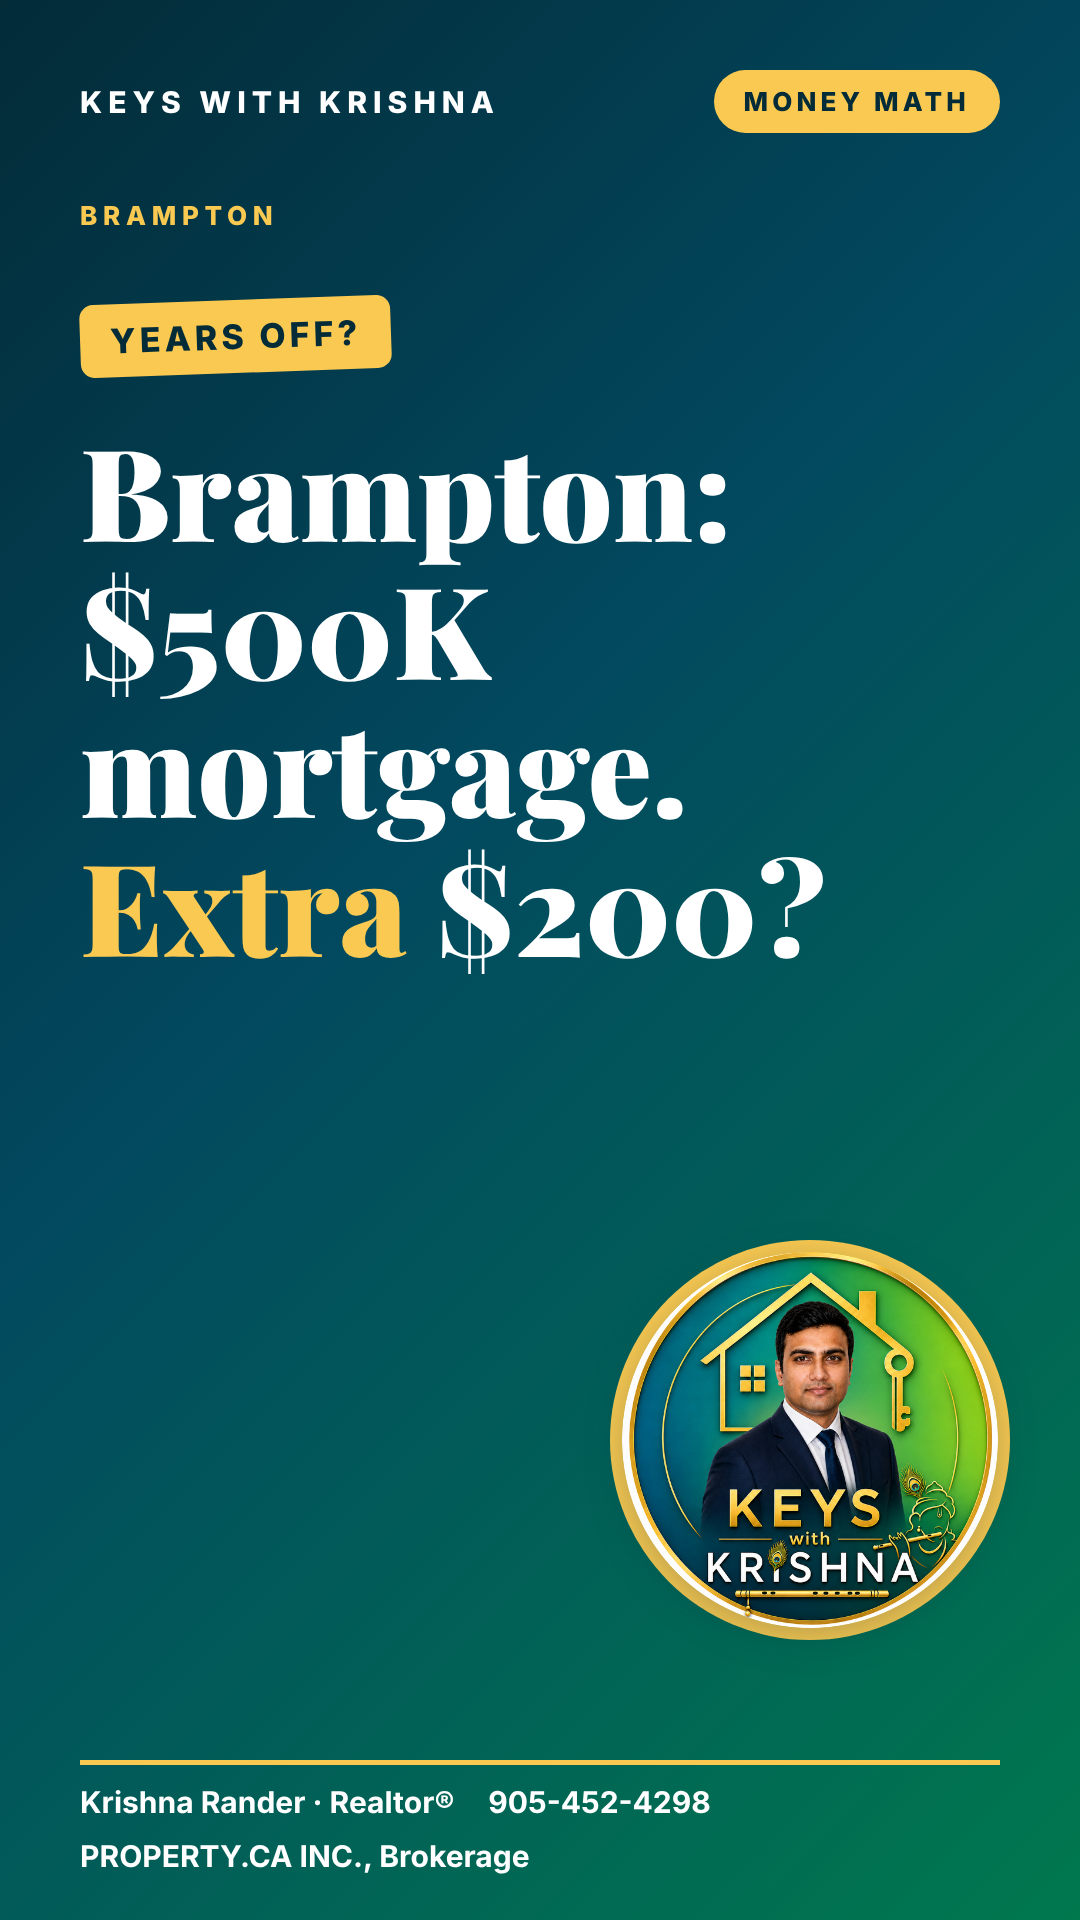 KEYS WITH KRISHNA
MONEY MATH
BRAMPTON
YEARS OFF?
Brampton:
$500K
mortgage.
Extra $200?
KEYS
with
KRISHNA
Krishna Rander · Realtor® 905-452-4298
PROPERTY.CA INC., Brokerage